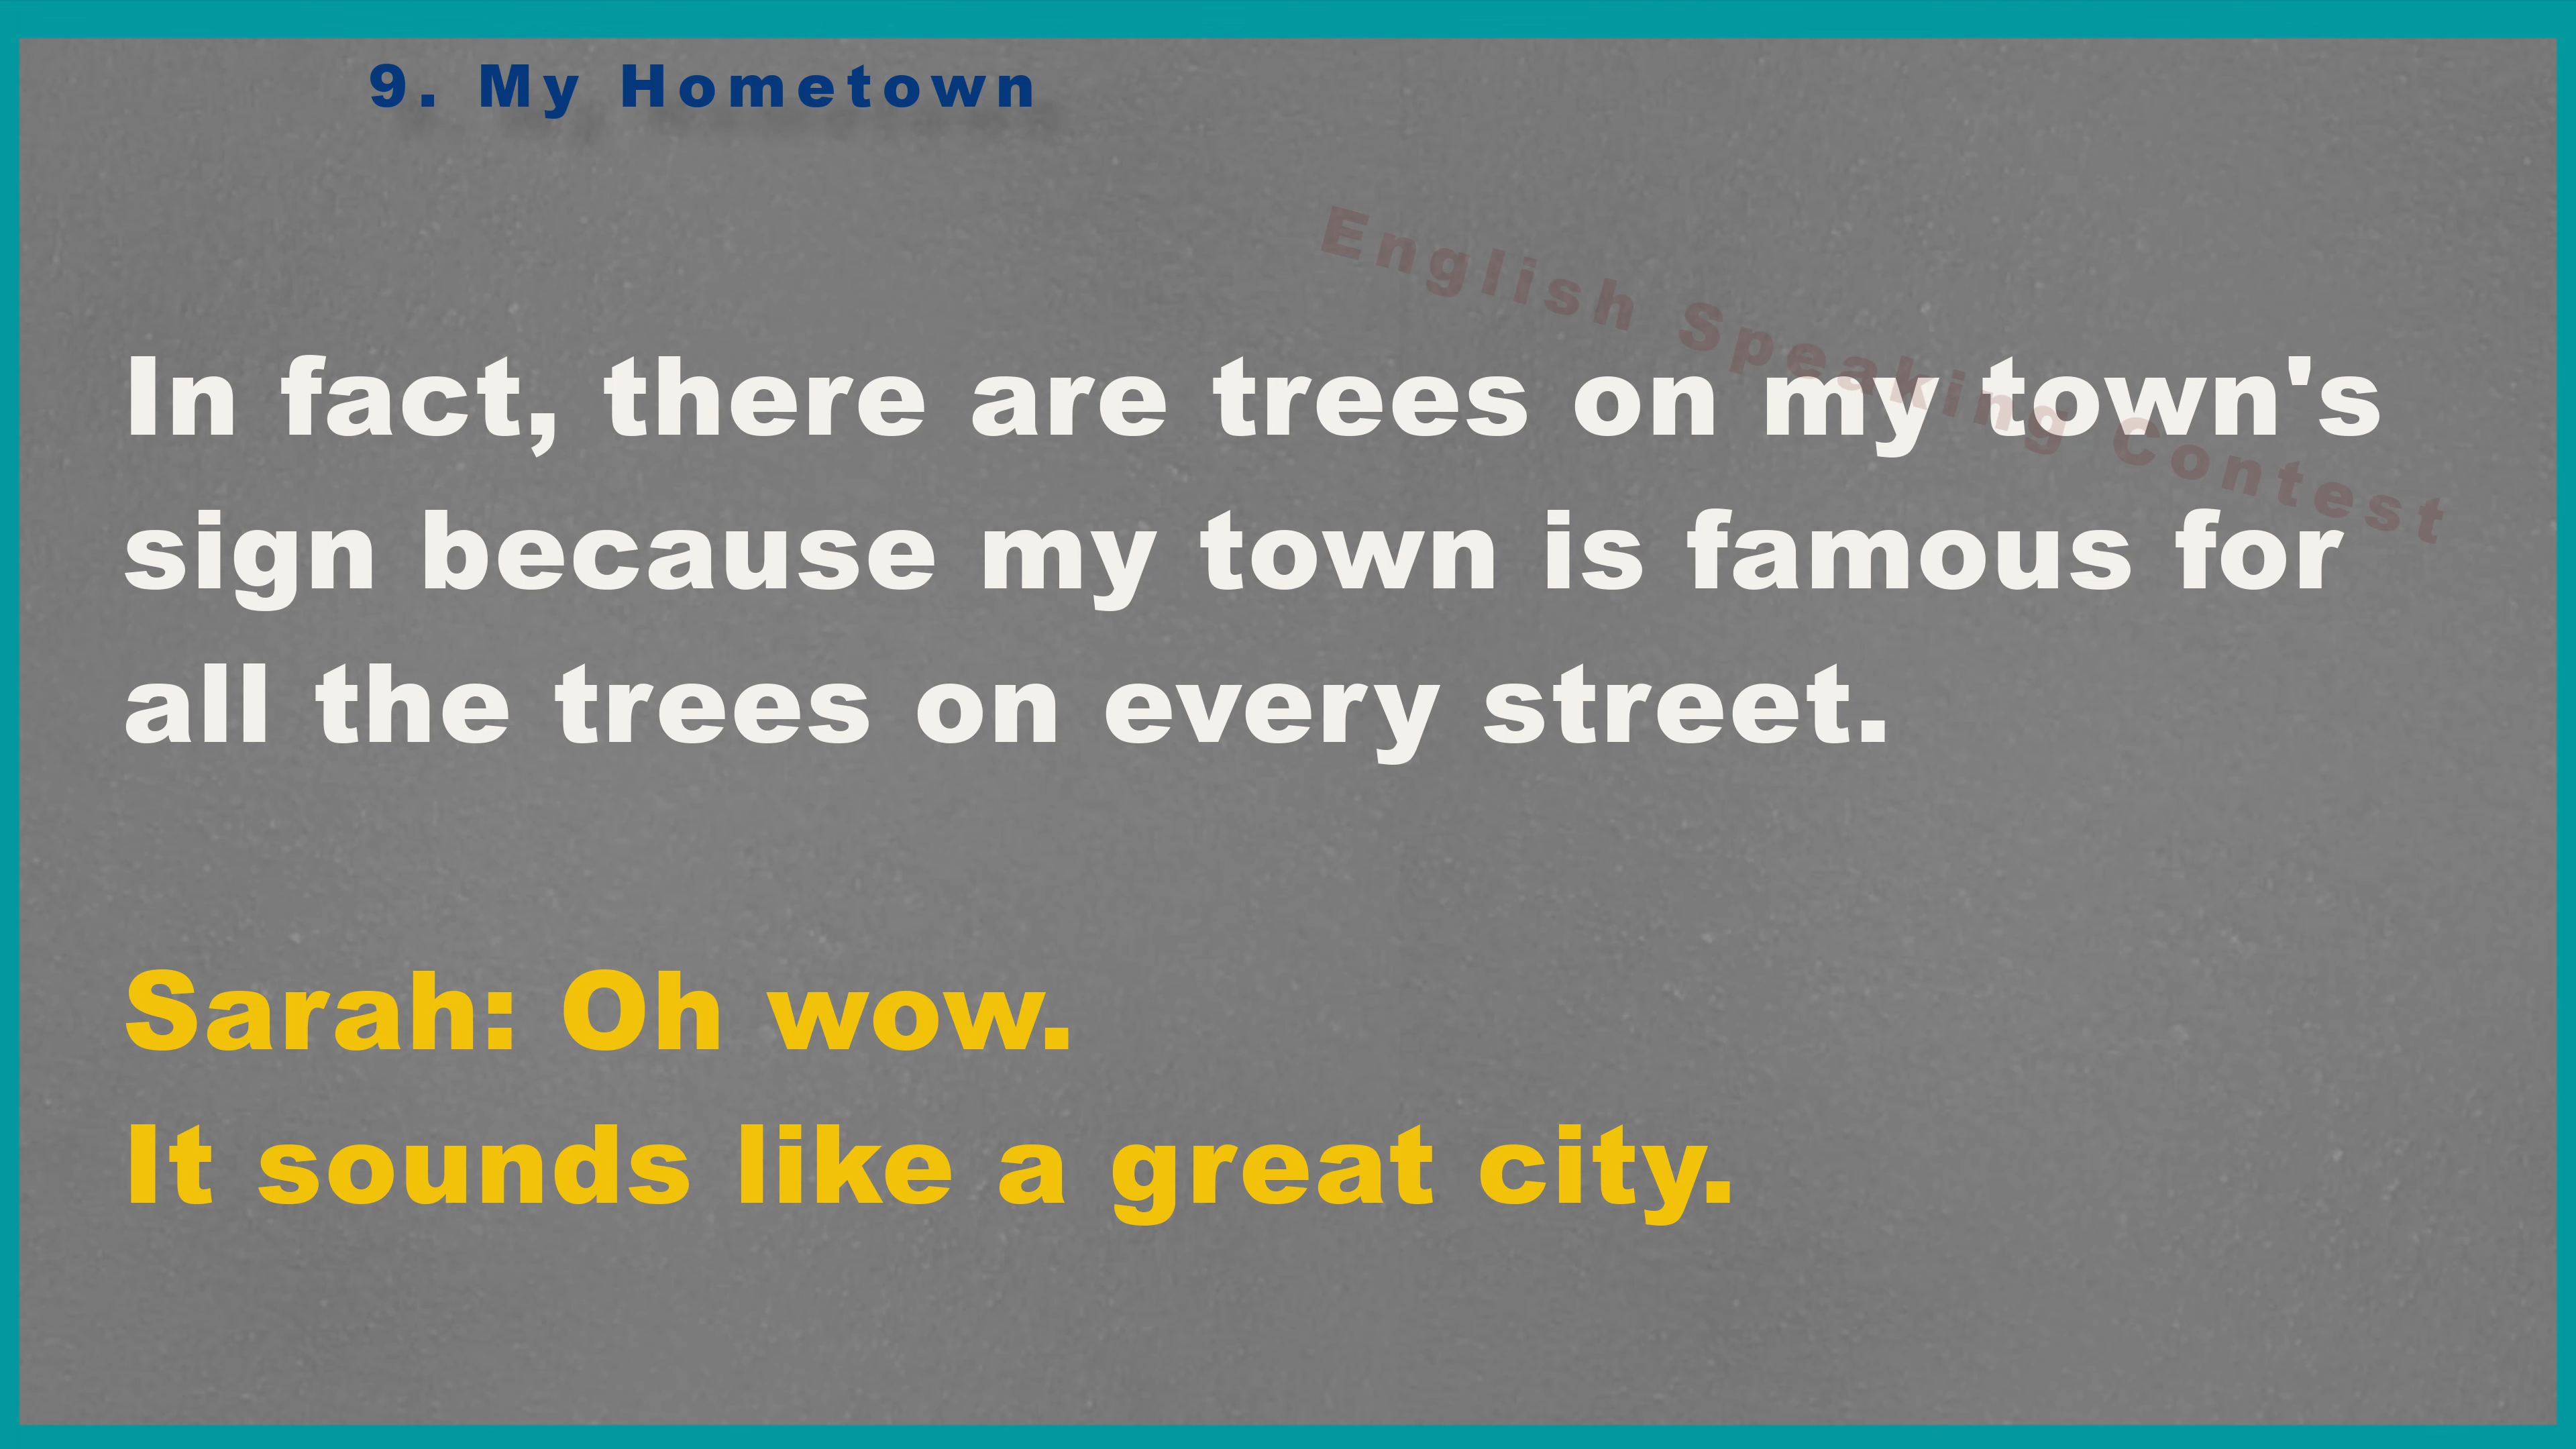 9. My Hometown
English Speaking Contest
In fact, there are trees on my town's
sign because my town is famous for
all the trees on every street.
Sarah: Oh wow.
It sounds like a great city.